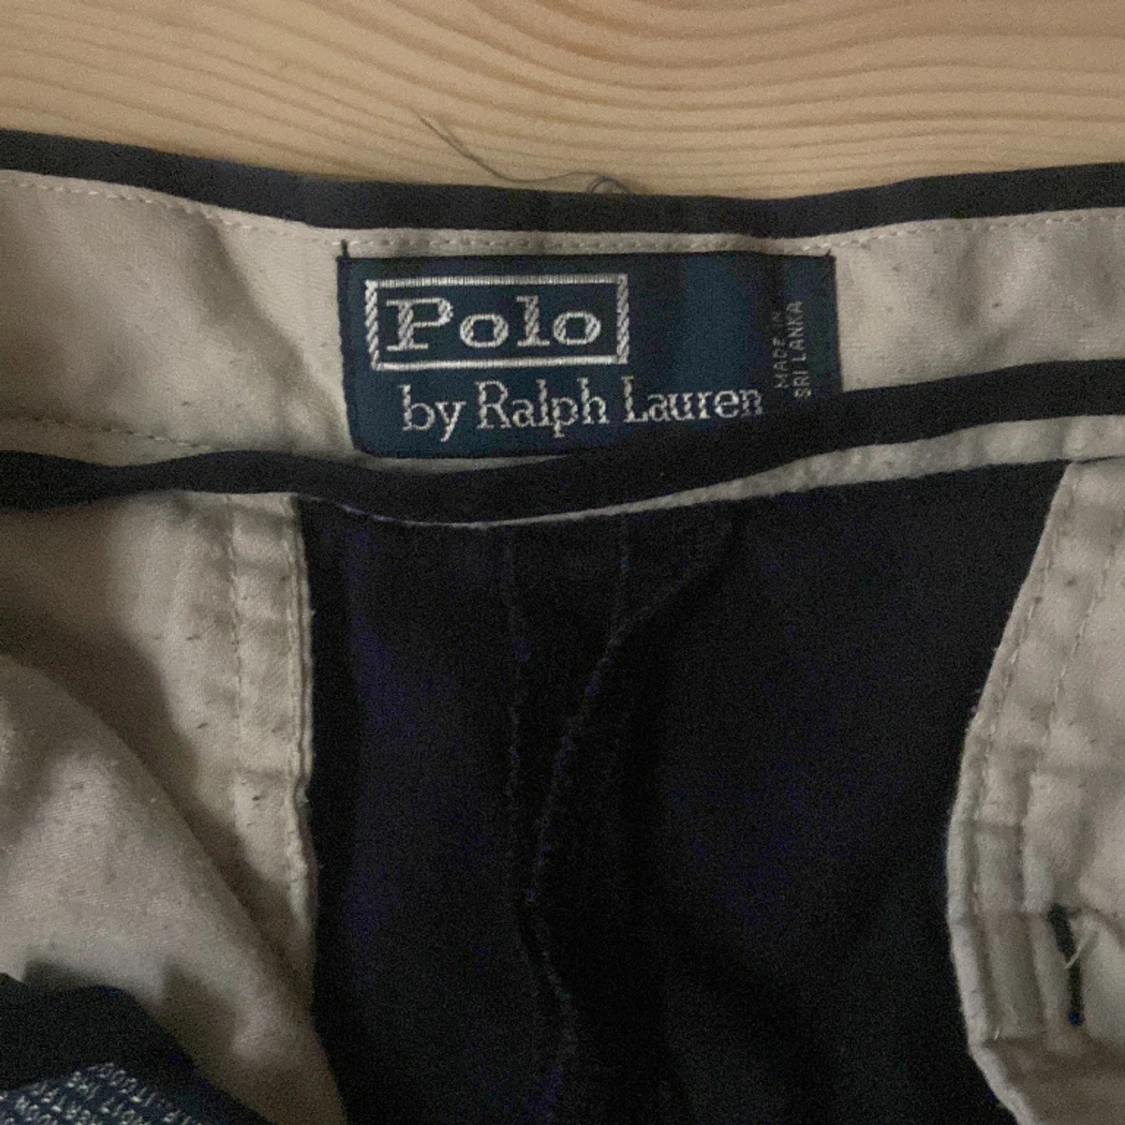 Polo
by Ralph Lauren
MADE IN
SRI LANKA